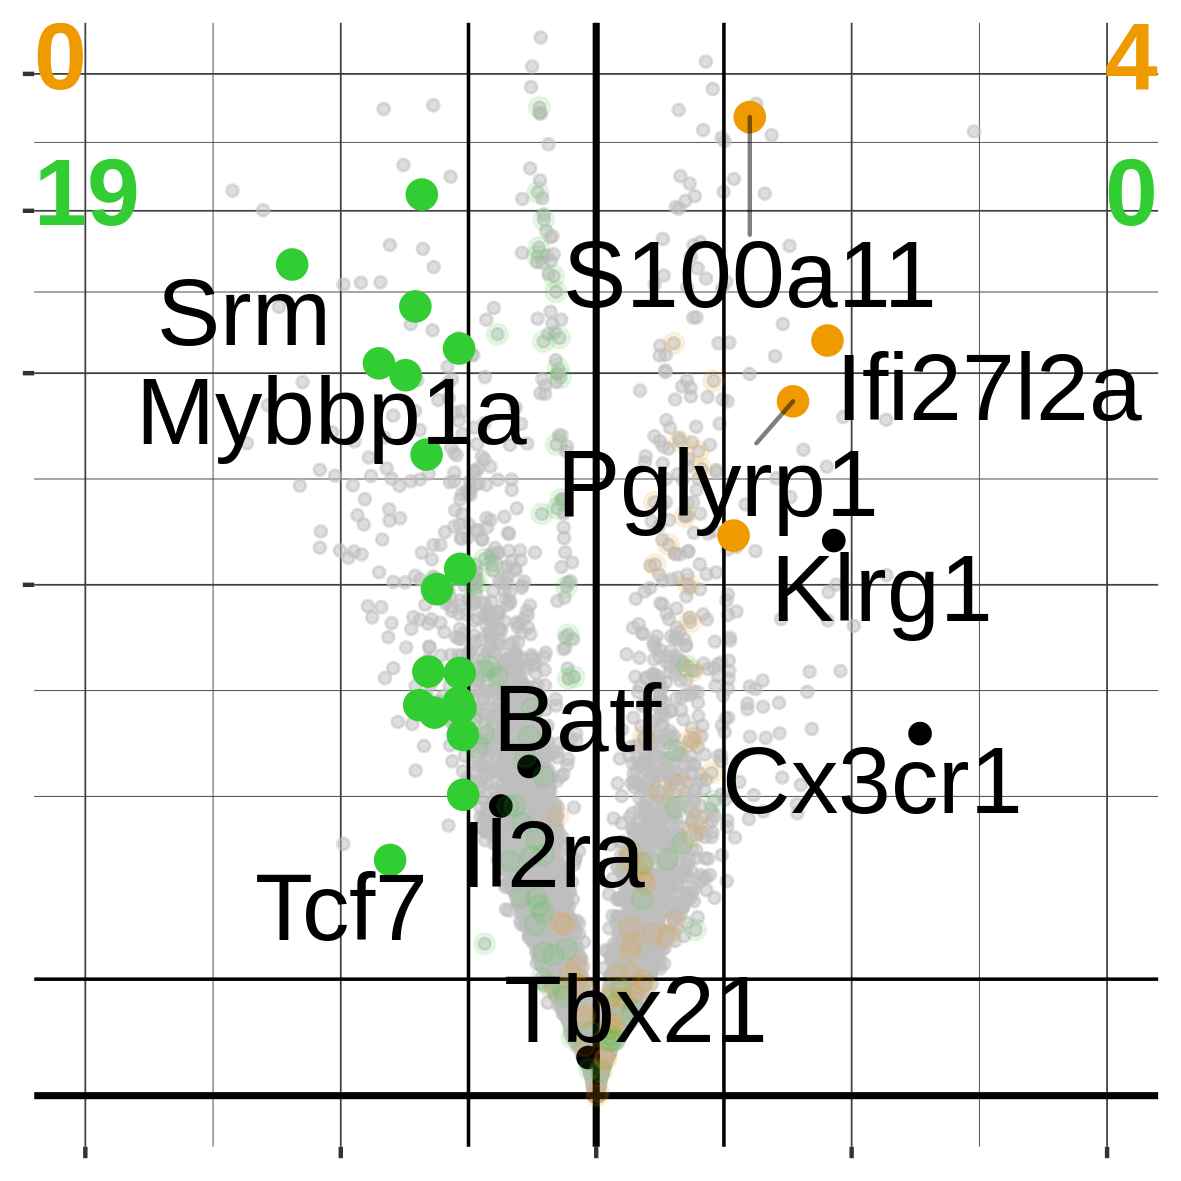 0
4
19
0
S100a11
Srm
Ifi27l2a
Mybbp1a
Pglyrp1
Klrg1
Batf
Cx3cr1
Il2ra
Tcf7
Tbx21